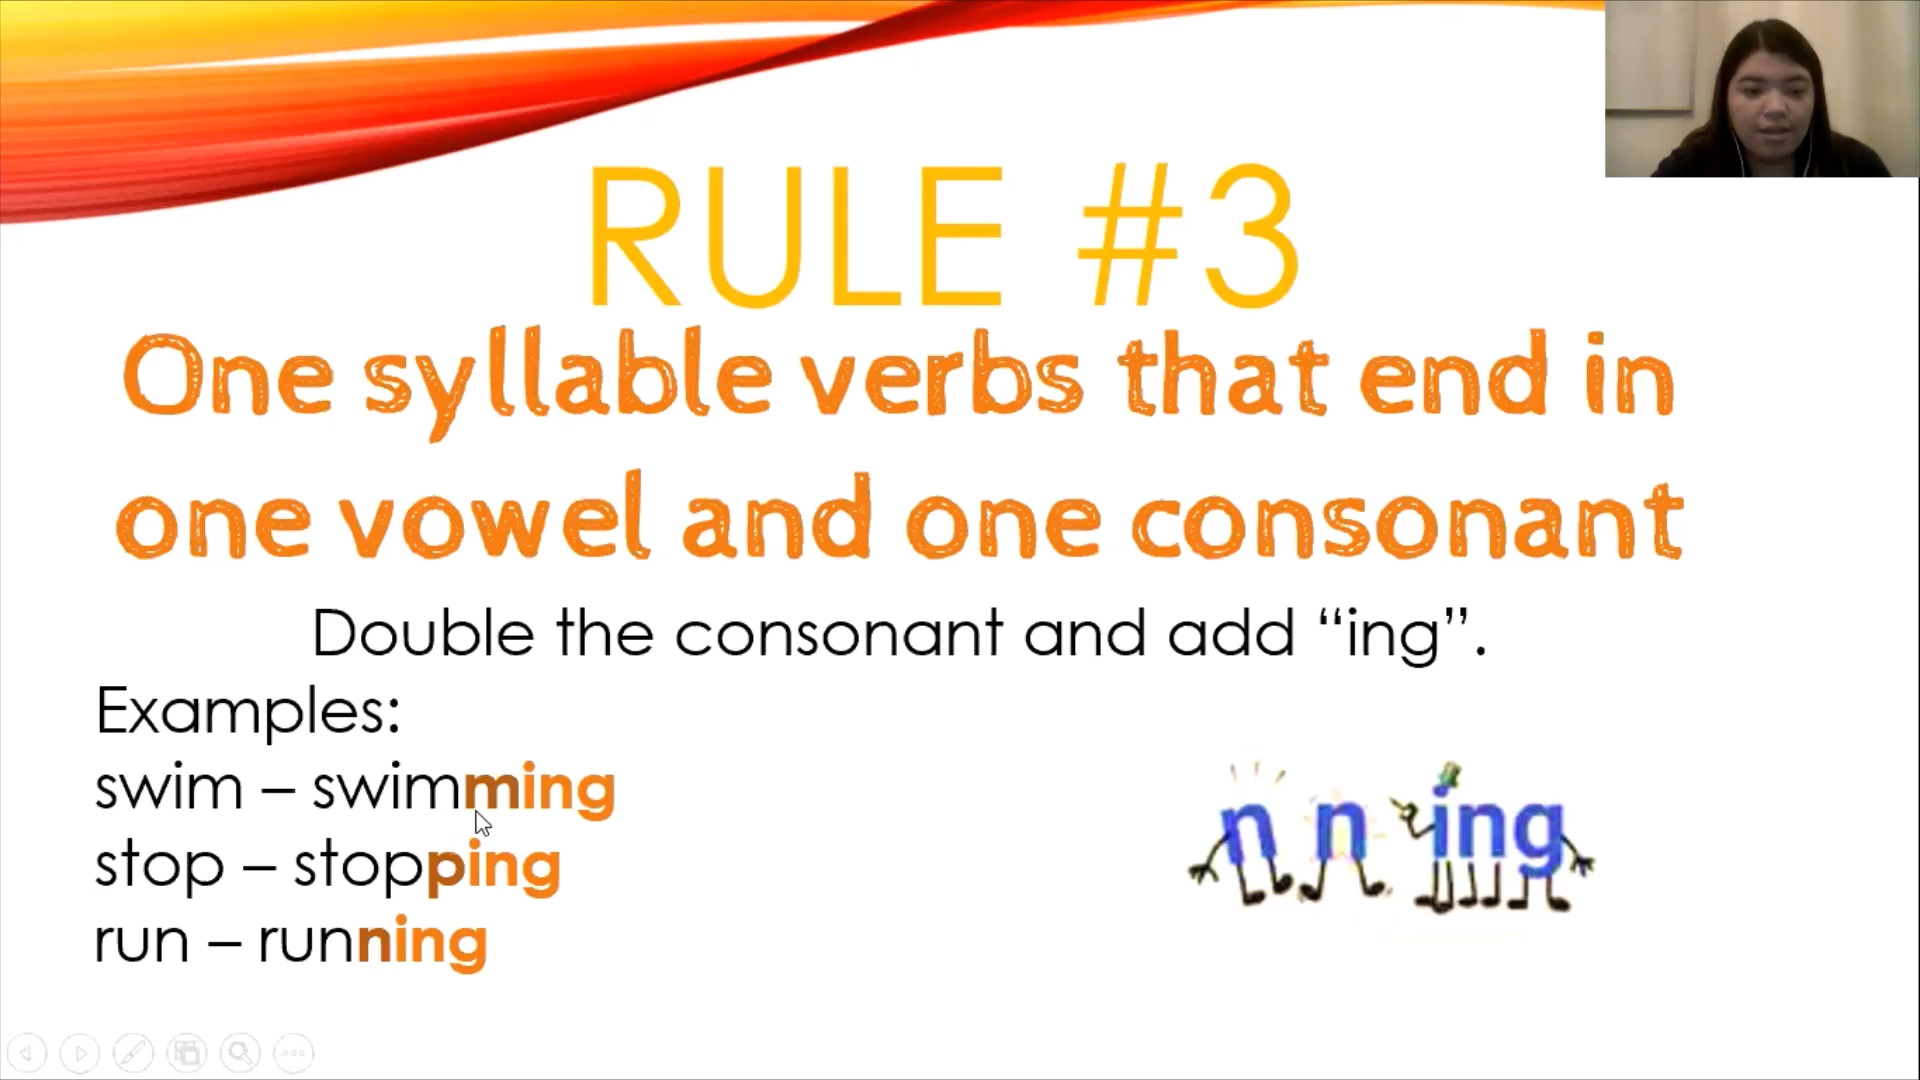 RULE #3
One syllable verbs that end in
one vowel and one consonant
Double the consonant and add “ing”.
Examples:
swim – swimming
stop – stopping
run – running
n n ing